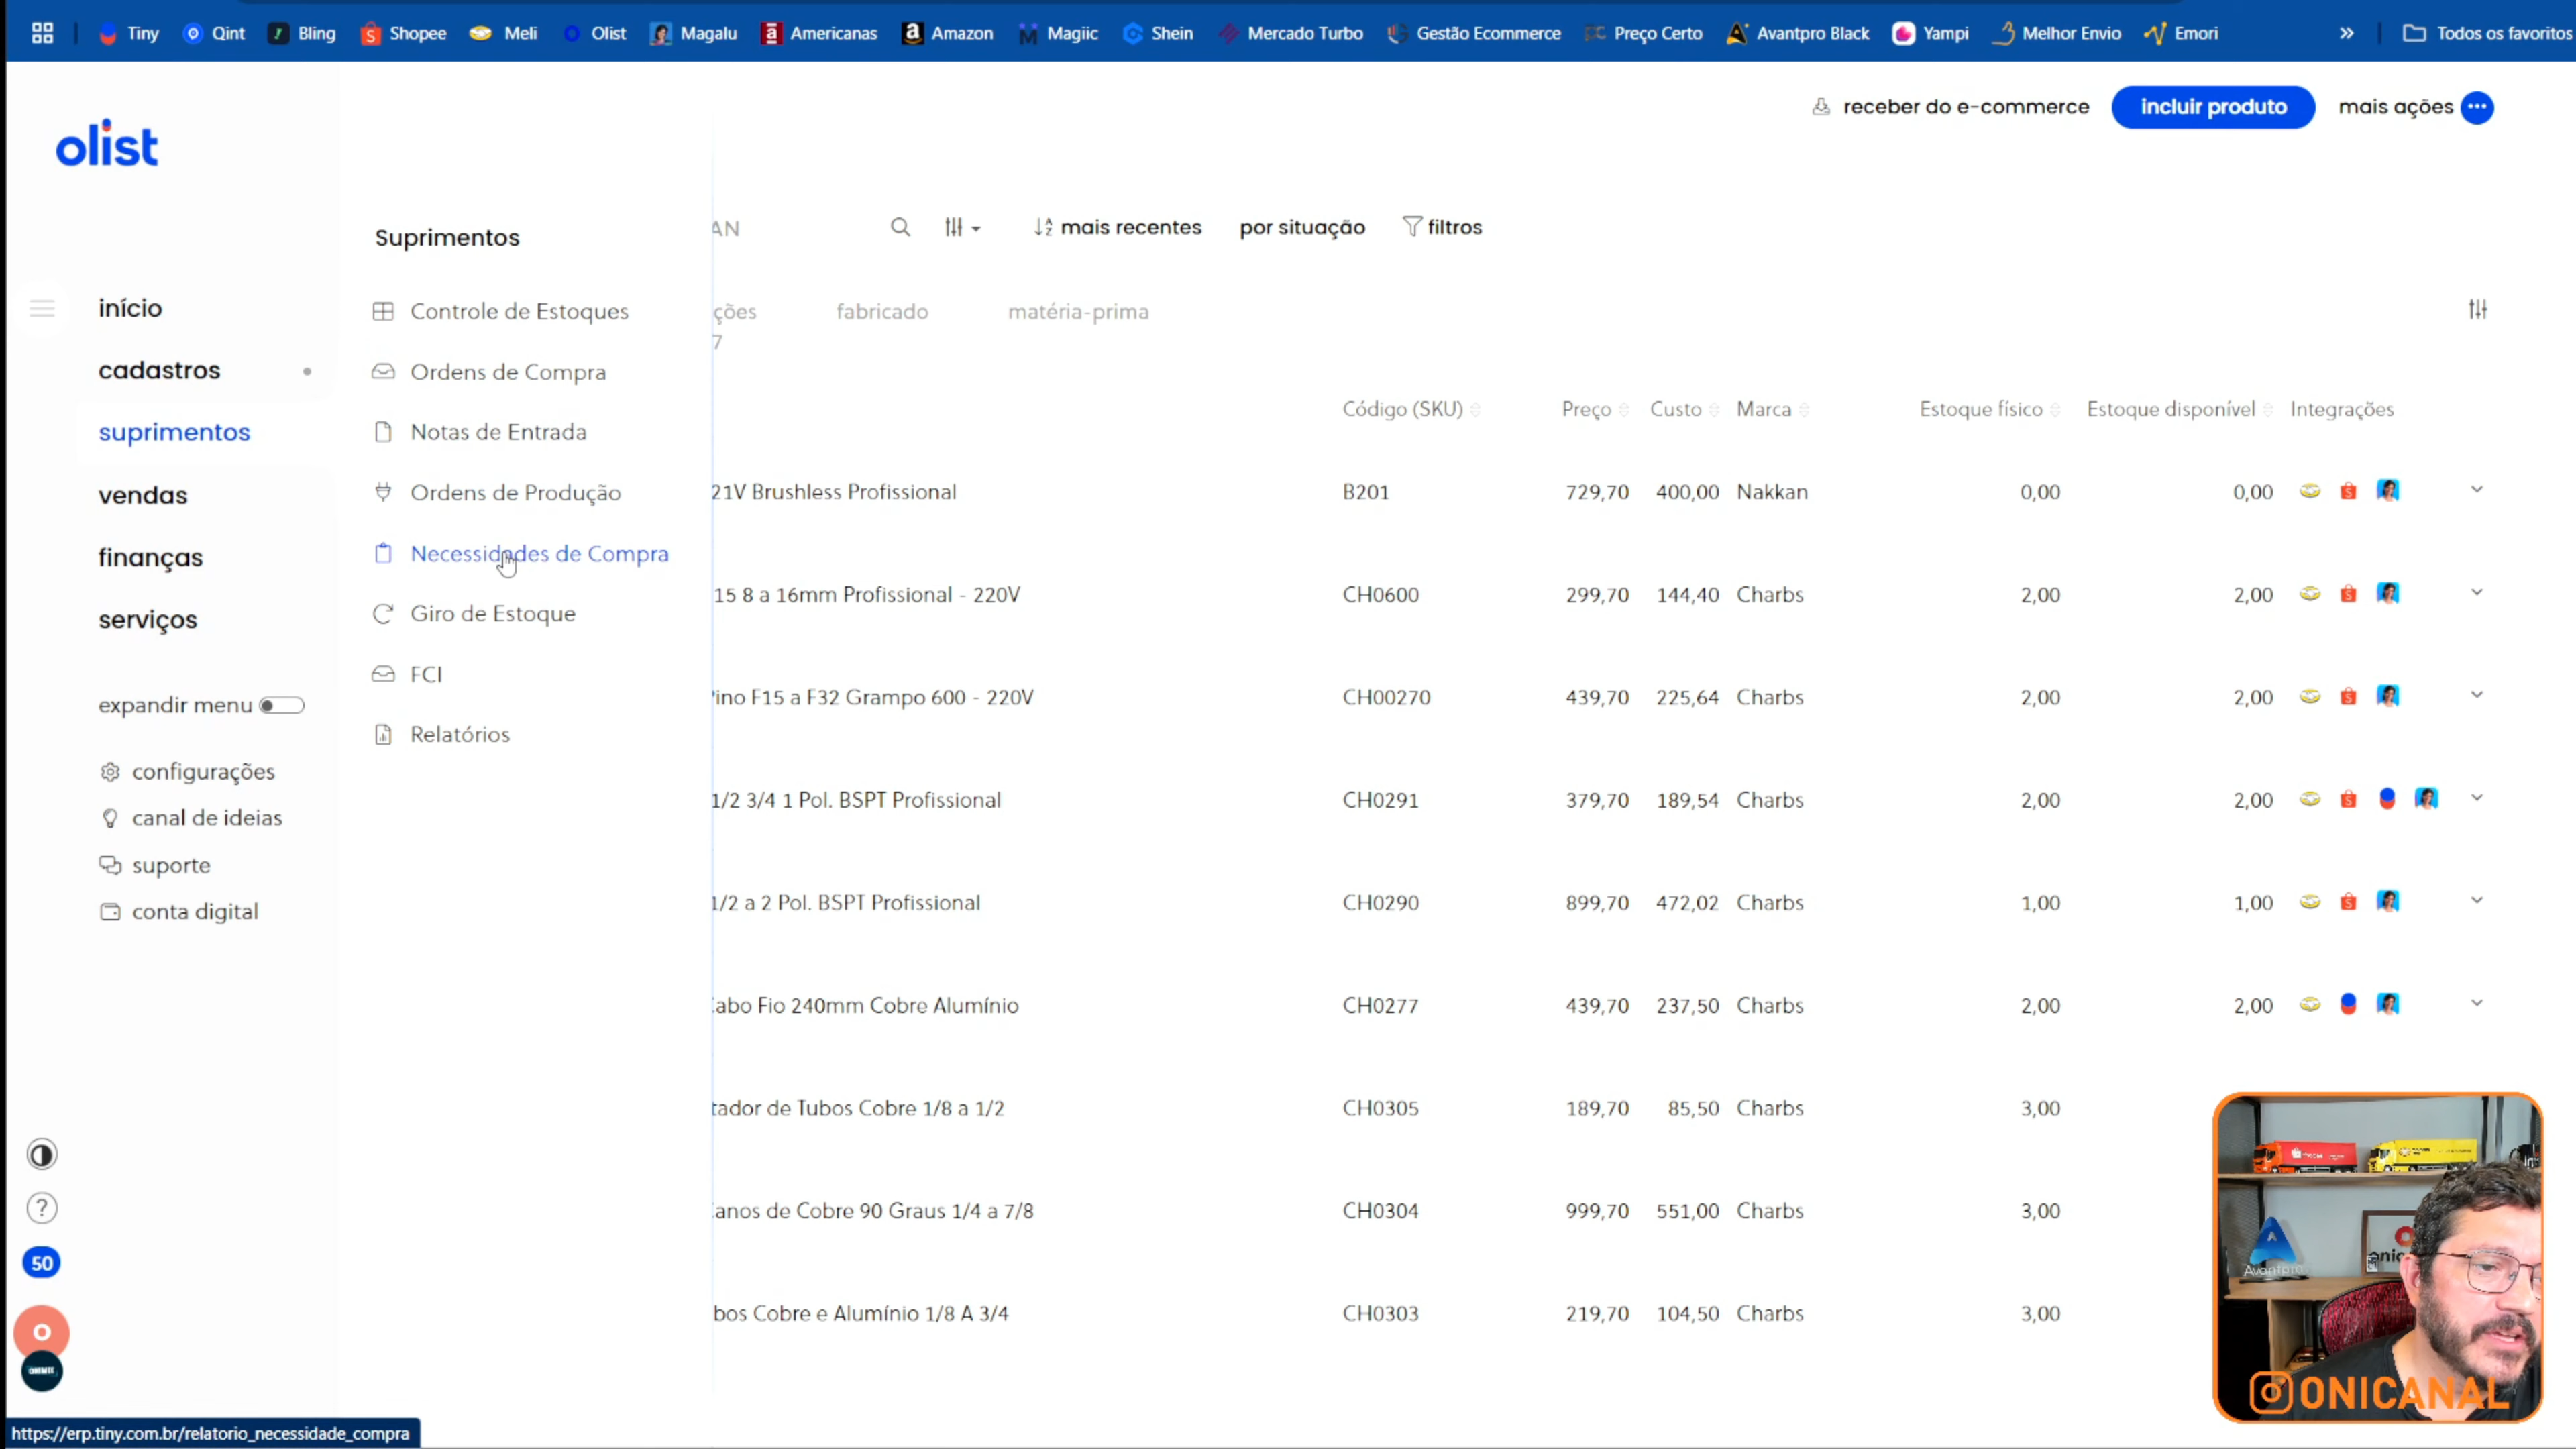 Tiny Qint Bling Shopee Meli Olist Magalu Americanas Amazon Magiic Shein Mercado Turbo Gestão Ecommerce Preço Certo Avantpro Black Yampi Melhor Envio Emori » Todos os favoritos
olist
receber do e-commerce incluir produto mais ações
Suprimentos
AN mais recentes por situação filtros
início
cadastros
suprimentos
vendas
finanças
serviços
expandir menu
configurações
canal de ideias
suporte
conta digital
Controle de Estoques
Ordens de Compra
Notas de Entrada
Ordens de Produção
Necessidades de Compra
Giro de Estoque
FCI
Relatórios
ções fabricado matéria-prima
7
Código (SKU) Preço Custo Marca Estoque físico Estoque disponível Integrações
21V Brushless Profissional B201 729,70 400,00 Nakkan 0,00 0,00
15 8 a 16mm Profissional - 220V CH0600 299,70 144,40 Charbs 2,00 2,00
Pino F15 a F32 Grampo 600 - 220V CH00270 439,70 225,64 Charbs 2,00 2,00
1/2 3/4 1 Pol. BSPT Profissional CH0291 379,70 189,54 Charbs 2,00 2,00
1/2 a 2 Pol. BSPT Profissional CH0290 899,70 472,02 Charbs 1,00 1,00
Cabo Fio 240mm Cobre Alumínio CH0277 439,70 237,50 Charbs 2,00 2,00
tador de Tubos Cobre 1/8 a 1/2 CH0305 189,70 85,50 Charbs 3,00
anos de Cobre 90 Graus 1/4 a 7/8 CH0304 999,70 551,00 Charbs 3,00
bos Cobre e Alumínio 1/8 A 3/4 CH0303 219,70 104,50 Charbs 3,00
?
50
O
Avantpro
ONICANAL
https://erp.tiny.com.br/relatorio_necessidade_compra